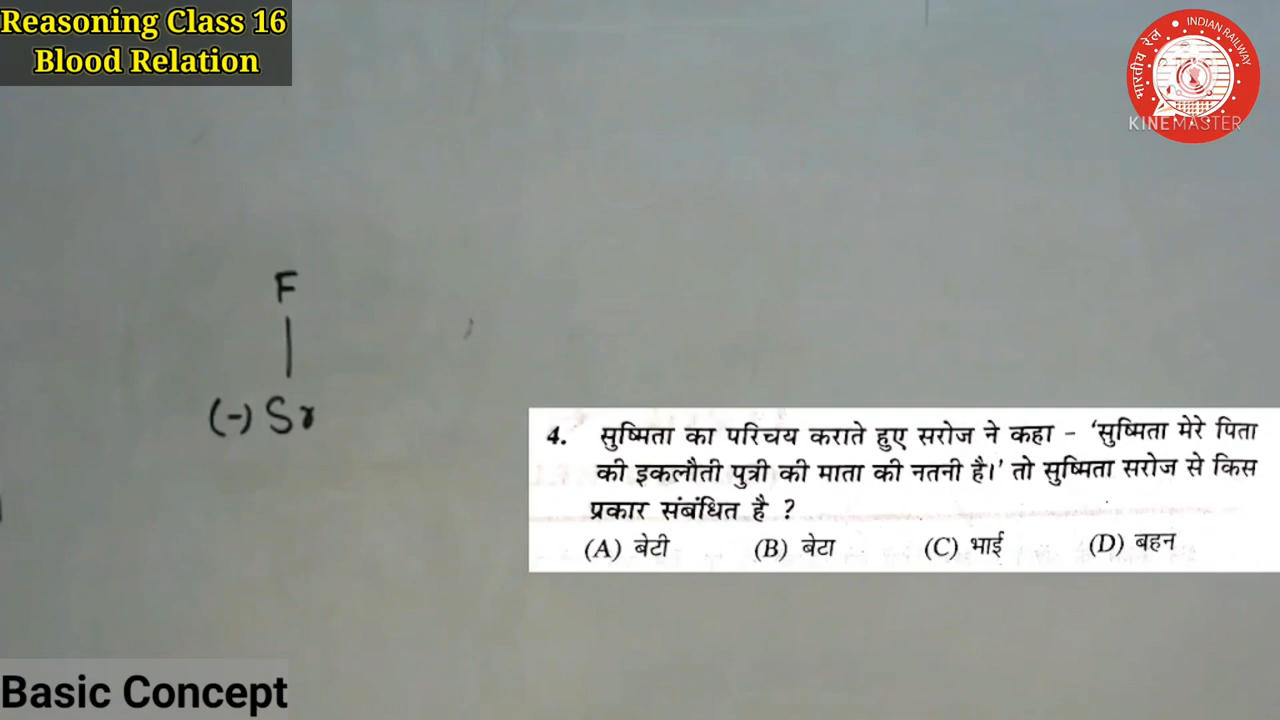 Reasoning Class 16
Blood Relation
भारतीय रेल • INDIAN RAILWAY
KINEMASTER
F
(-) Sr
4. सुष्मिता का परिचय कराते हुए सरोज ने कहा - 'सुष्मिता मेरे पिता
की इकलौती पुत्री की माता की नतनी है।' तो सुष्मिता सरोज से किस
प्रकार संबंधित है ?
(A) बेटी (B) बेटा (C) भाई (D) बहन
Basic Concept